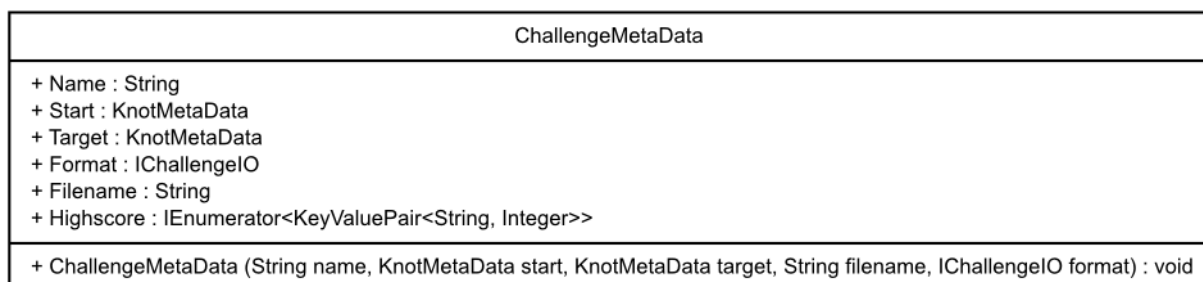 ChallengeMetaData
+ Name : String
+ Start : KnotMetaData
+ Target : KnotMetaData
+ Format : IChallengeIO
+ Filename : String
+ Highscore : IEnumerator<KeyValuePair<String, Integer>>
+ ChallengeMetaData (String name, KnotMetaData start, KnotMetaData target, String filename, IChallengeIO format) : void